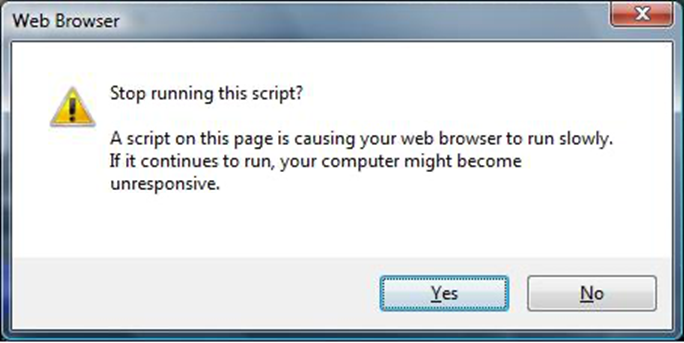 Web Browser
Stop running this script?
A script on this page is causing your web browser to run slowly.
If it continues to run, your computer might become
unresponsive.
Yes
No